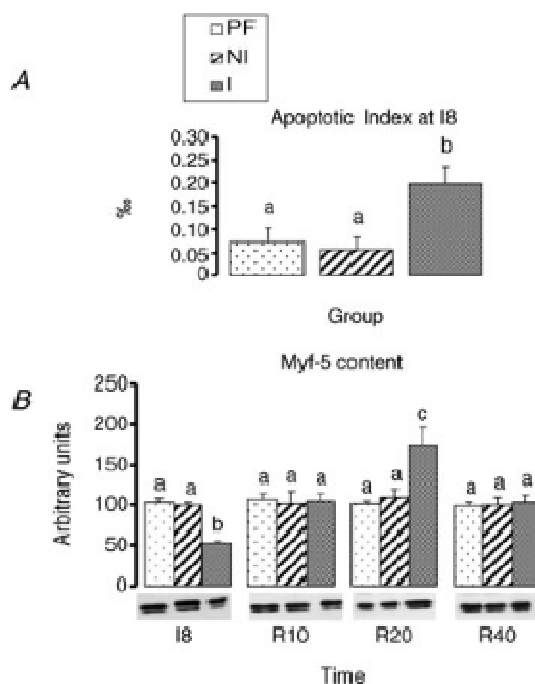 PF
NI
I
A
Apoptotic Index at I8
b
0.30
0.25
0.20
0.15
0.10
0.05
0
‰
a
a
Group
Myf-5 content
B
250
200
150
100
50
0
Arbitrary units
a a b
a a a
a a c
a a a
I8 R10 R20 R40
Time